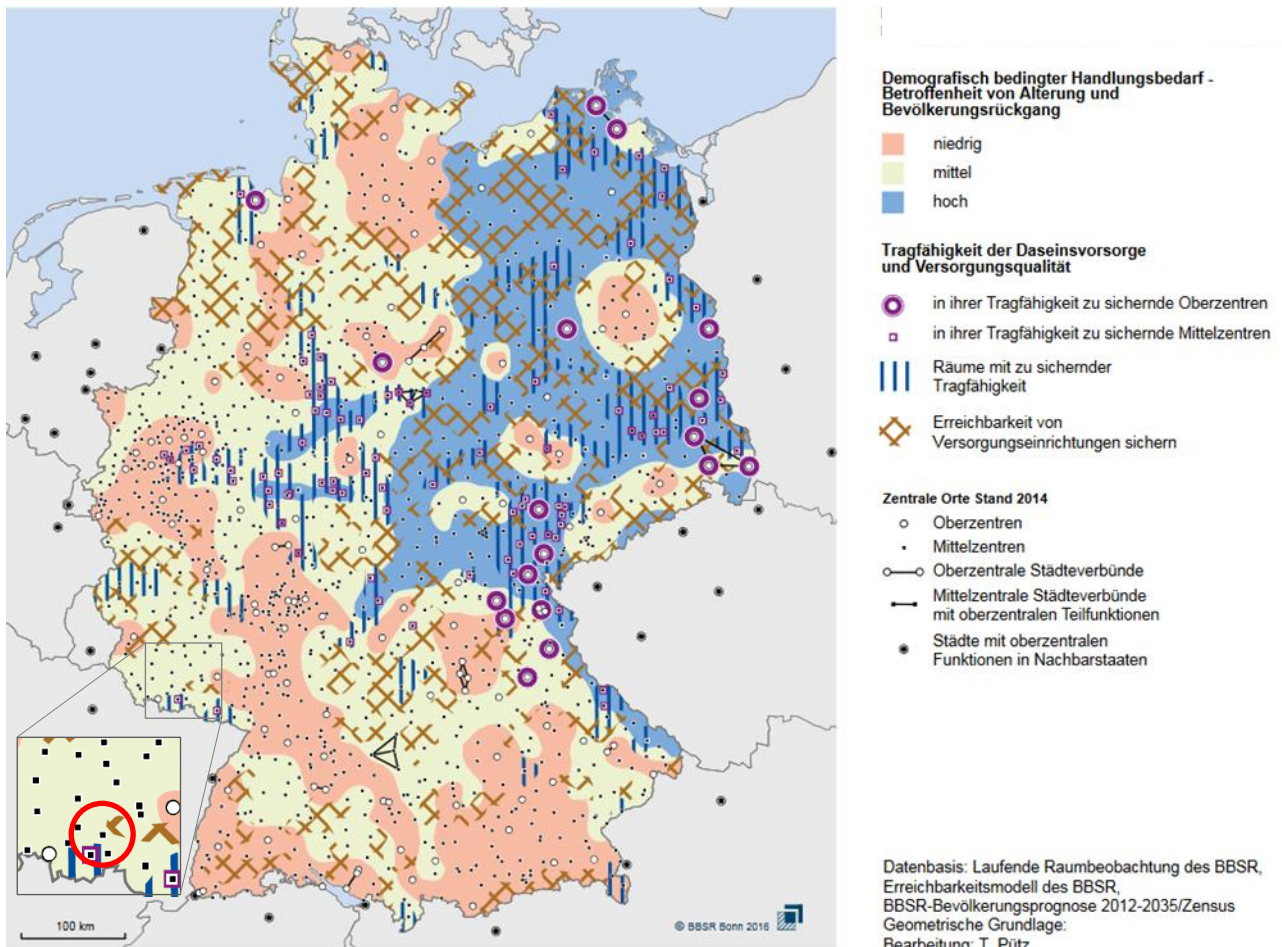 Demografisch bedingter Handlungsbedarf -
Betroffenheit von Alterung und
Bevölkerungsrückgang
niedrig
mittel
hoch
Tragfähigkeit der Daseinsvorsorge
und Versorgungsqualität
in ihrer Tragfähigkeit zu sichernde Oberzentren
in ihrer Tragfähigkeit zu sichernde Mittelzentren
Räume mit zu sichernder
Tragfähigkeit
Erreichbarkeit von
Versorgungseinrichtungen sichern
Zentrale Orte Stand 2014
Oberzentren
Mittelzentren
Oberzentrale Städteverbünde
Mittelzentrale Städteverbünde
mit oberzentralen Teilfunktionen
Städte mit oberzentralen
Funktionen in Nachbarstaaten
100 km
© BBSR Bonn 2016
Datenbasis: Laufende Raumbeobachtung des BBSR,
Erreichbarkeitsmodell des BBSR,
BBSR-Bevölkerungsprognose 2012-2035/Zensus
Geometrische Grundlage:
Bearbeitung: T. Pütz